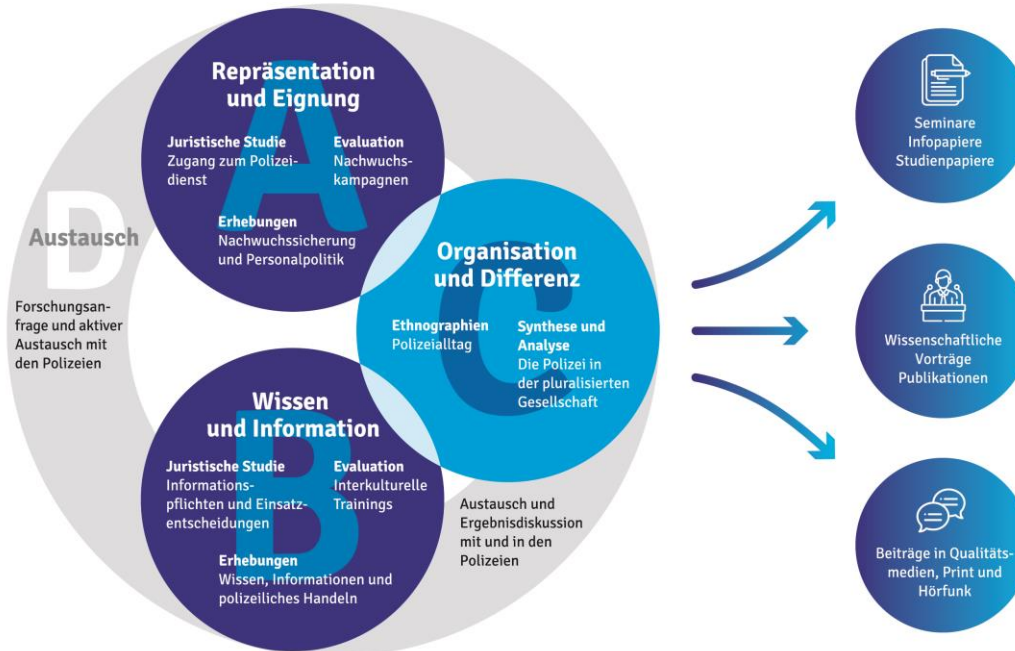 A
Repräsentation
und Eignung
Juristische Studie
Zugang zum Polizei-
dienst
Evaluation
Nachwuchs-
kampagnen
Erhebungen
Nachwuchssicherung
und Personalpolitik
D
Austausch
Forschungsan-
frage und aktiver
Austausch mit
den Polizeien
C
Organisation
und Differenz
Ethnographien
Polizeialltag
Synthese und
Analyse
Die Polizei in
der pluralisierten
Gesellschaft
B
Wissen
und Information
Juristische Studie
Informations-
pflichten und Einsatz-
entscheidungen
Evaluation
Interkulturelle
Trainings
Erhebungen
Wissen, Informationen und
polizeiliches Handeln
Austausch und
Ergebnisdiskussion
mit und in den
Polizeien
Seminare
Infopapiere
Studienpapiere
Wissenschaftliche
Vorträge
Publikationen
Beiträge in Qualitäts-
medien, Print und
Hörfunk